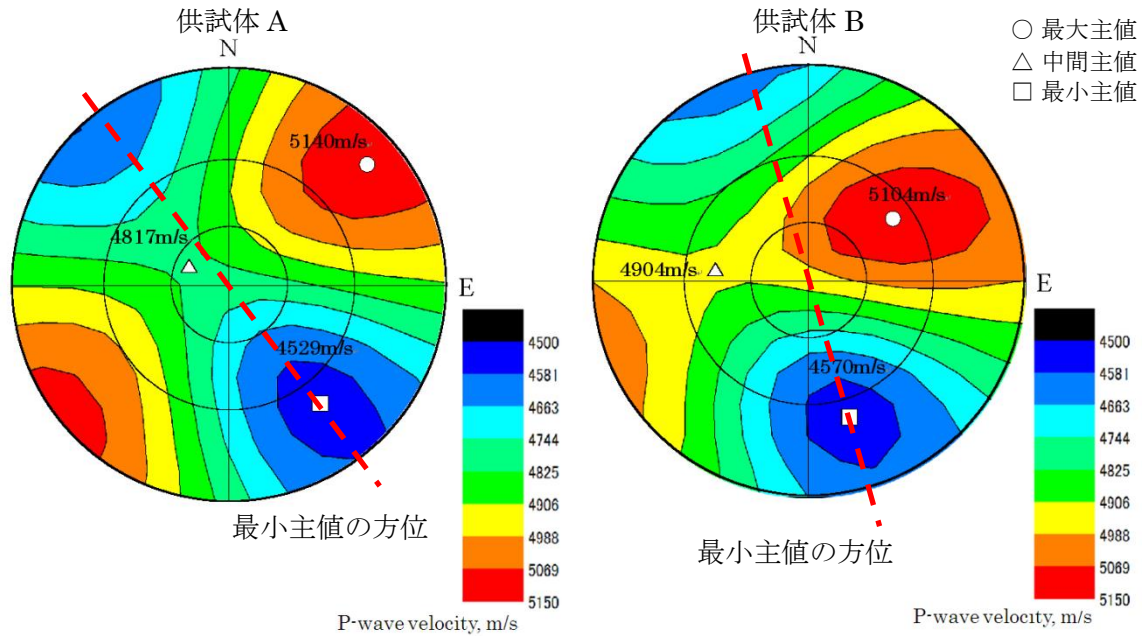 供試体 A
N
5140m/s
4817m/s
4529m/s
E
最小主値の方位
4500
4581
4663
4744
4825
4906
4988
5069
5150
P-wave velocity, m/s
供試体 B
N
5104m/s
4904m/s
4570m/s
E
最小主値の方位
4500
4581
4663
4744
4825
4906
4988
5069
5150
P-wave velocity, m/s
○ 最大主値
△ 中間主値
□ 最小主値